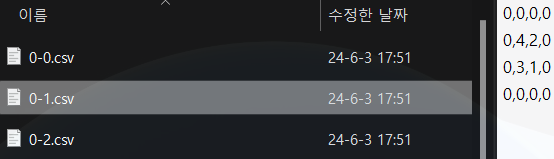 이름 수정한 날짜
0-0.csv 24-6-3 17:51
0-1.csv 24-6-3 17:51
0-2.csv 24-6-3 17:51
0,0,0,0
0,4,2,0
0,3,1,0
0,0,0,0